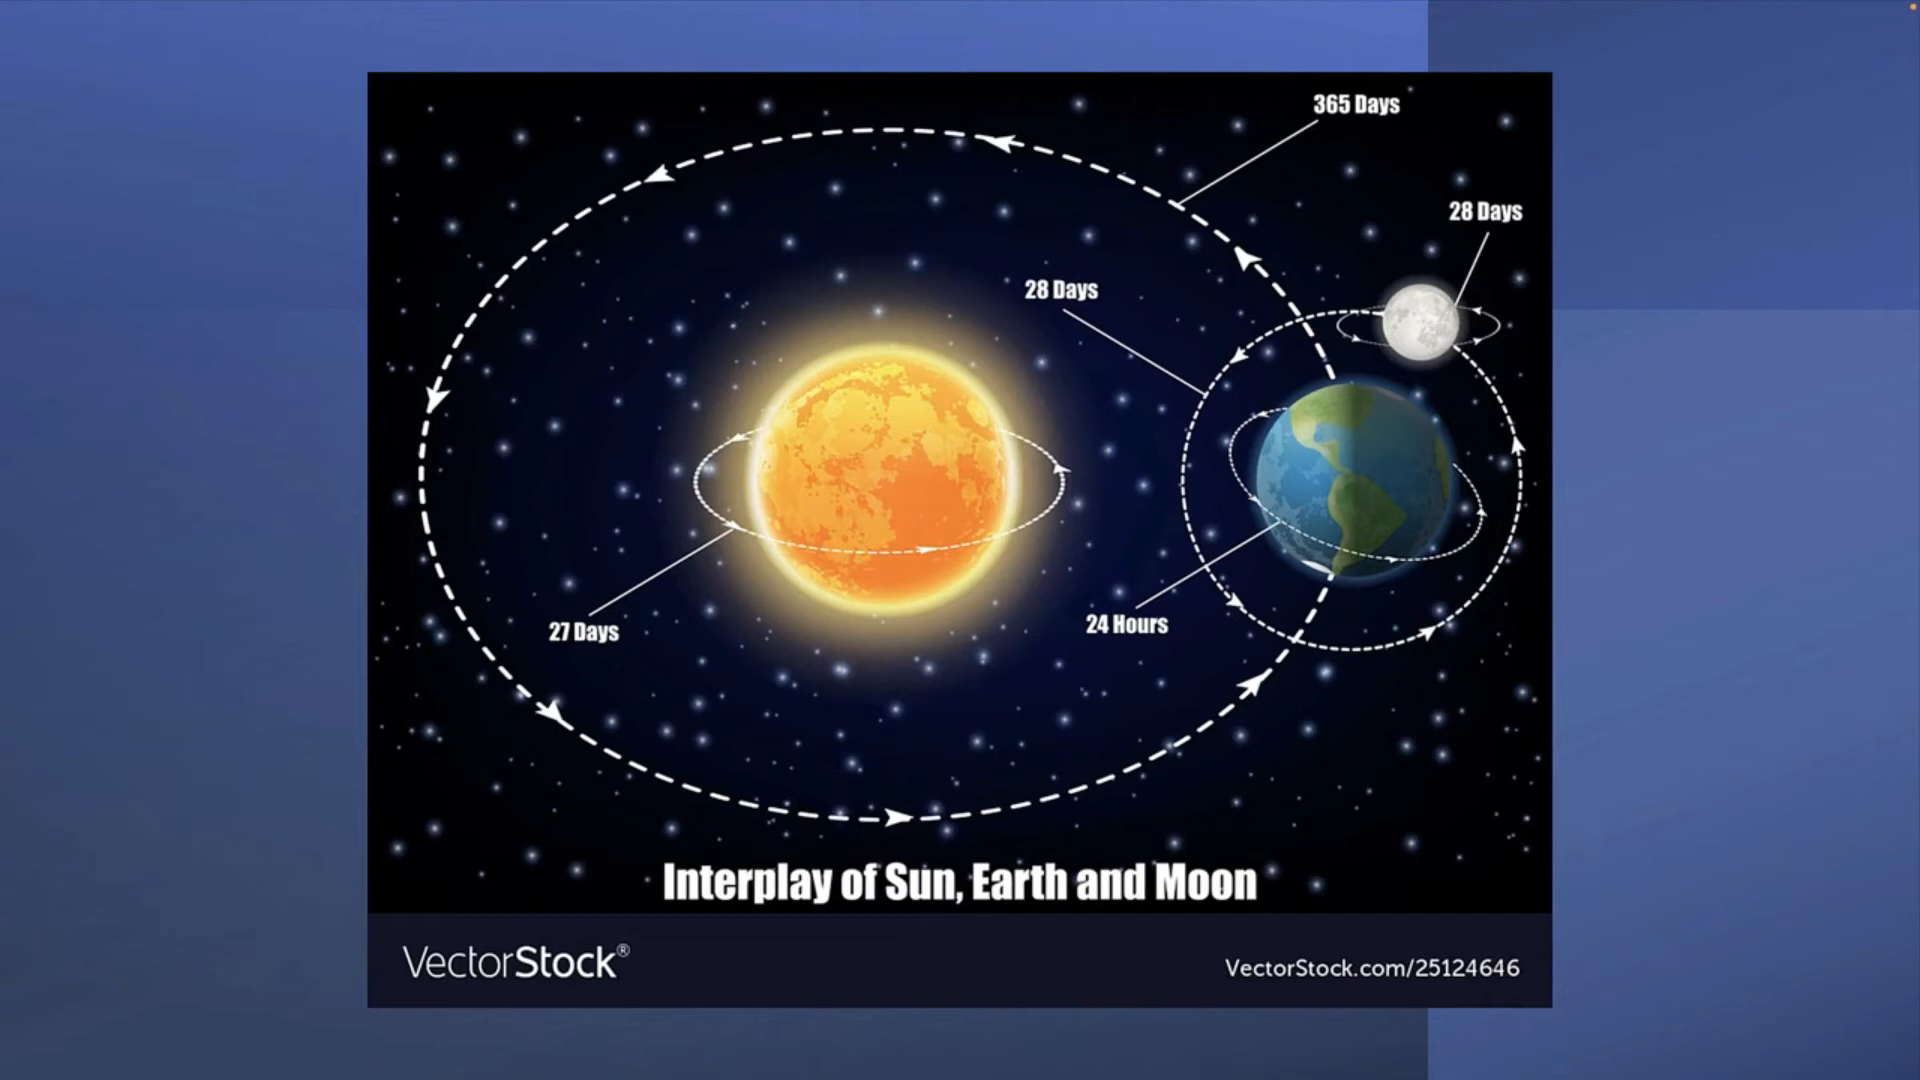 365 Days
28 Days
28 Days
27 Days
24 Hours
Interplay of Sun, Earth and Moon
VectorStock®
VectorStock.com/25124646